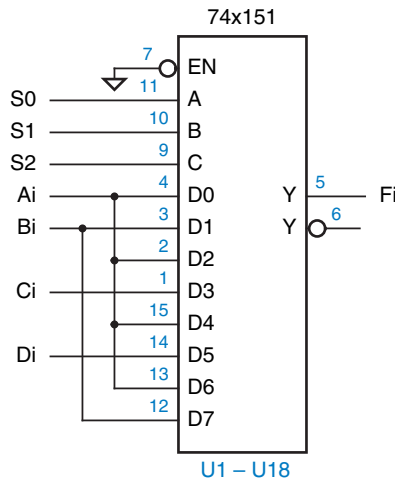 74x151
7 EN
S0 11 A
S1 10 B
S2 9 C
Ai 4 D0 Y 5 Fi
Bi 3 D1 Y 6
2 D2
Ci 1 D3
15 D4
Di 14 D5
13 D6
12 D7
U1 – U18